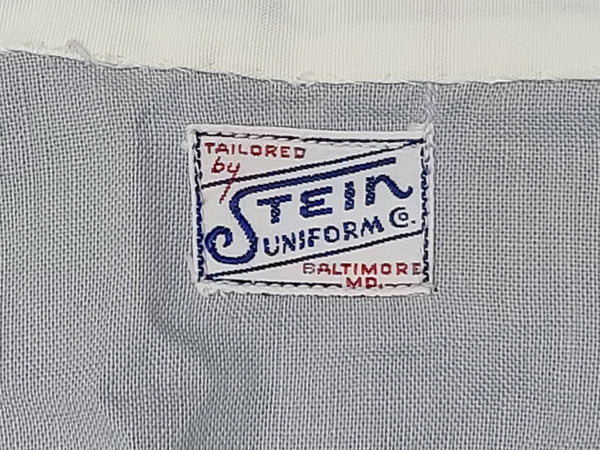 TAILORED
by
STEIN
UNIFORM Co.
BALTIMORE
MD.